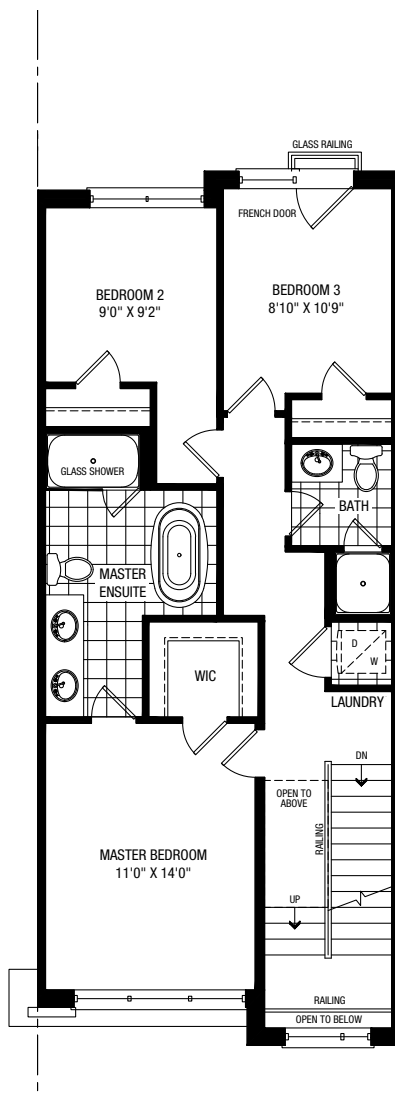 GLASS RAILING
FRENCH DOOR
BEDROOM 2
9'0" X 9'2"
BEDROOM 3
8'10" X 10'9"
GLASS SHOWER
BATH
MASTER
ENSUITE
D
W
WIC
LAUNDRY
DN
OPEN TO
ABOVE
RAILING
MASTER BEDROOM
11'0" X 14'0"
UP
RAILING
OPEN TO BELOW